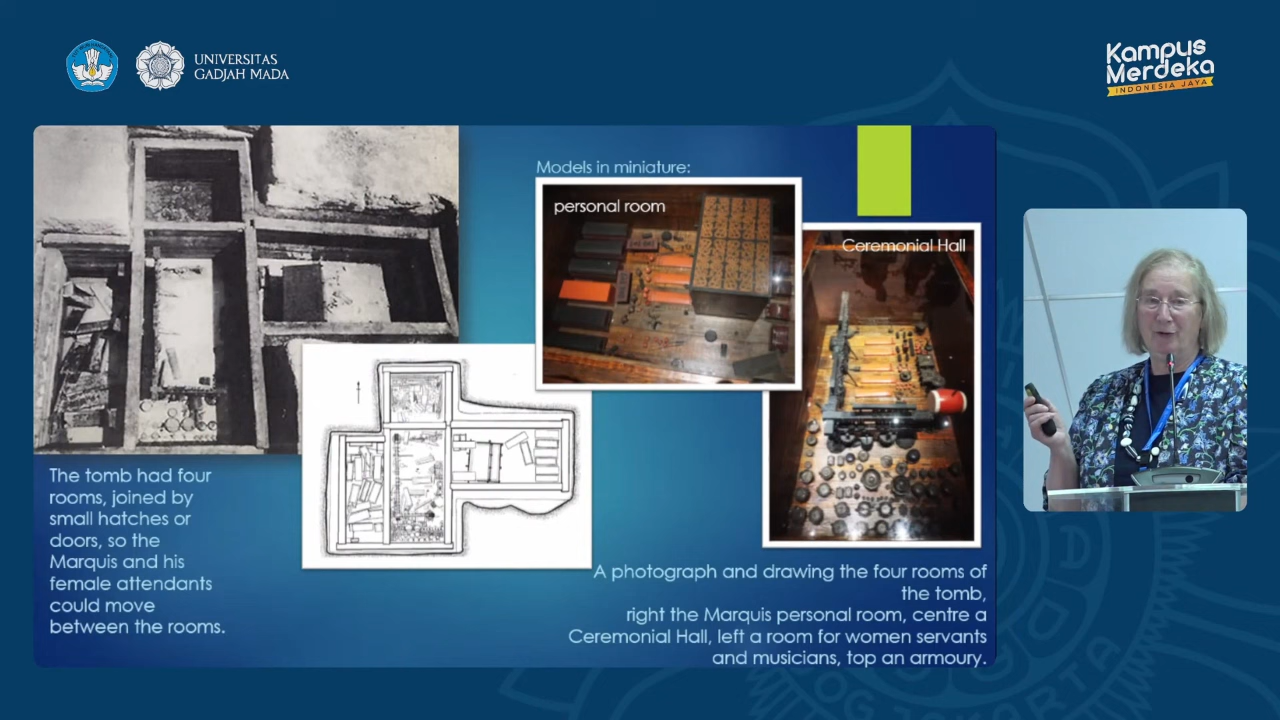 UNIVERSITAS
GADJAH MADA
Kampus
Merdeka
INDONESIA JAYA
Models in miniature:
personal room
Ceremonial Hall
The tomb had four
rooms, joined by
small hatches or
doors, so the
Marquis and his
female attendants
could move
between the rooms.
A photograph and drawing the four rooms of
the tomb,
right the Marquis personal room, centre a
Ceremonial Hall, left a room for women servants
and musicians, top an armoury.